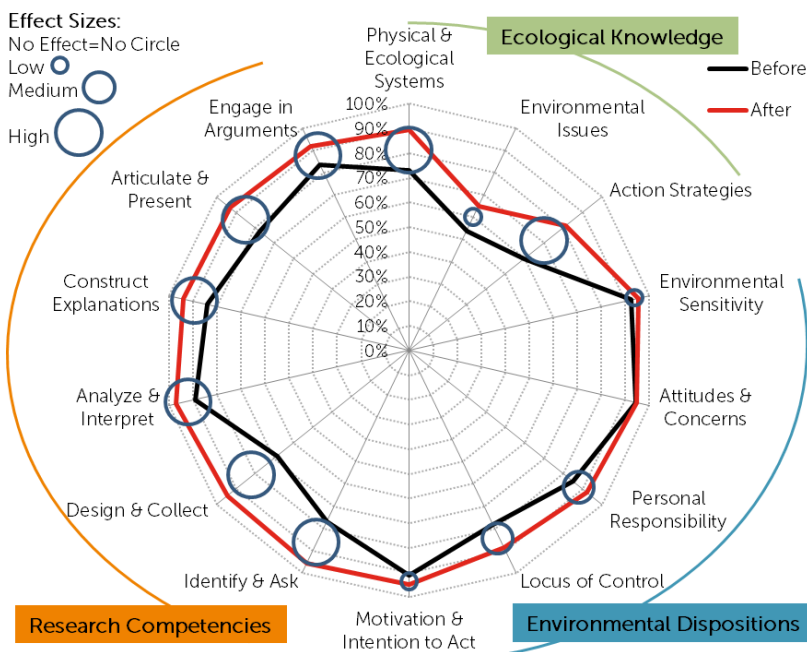 Effect Sizes:
No Effect=No Circle
Low
Medium
High
Ecological Knowledge
Before
After
Physical &
Ecological
Systems
Environmental
Issues
Action Strategies
Environmental
Sensitivity
Attitudes &
Concerns
Personal
Responsibility
Locus of Control
Motivation &
Intention to Act
Identify & Ask
Design & Collect
Analyze &
Interpret
Construct
Explanations
Articulate &
Present
Engage in
Arguments
100%
90%
80%
70%
60%
50%
40%
30%
20%
10%
0%
Research Competencies
Environmental Dispositions